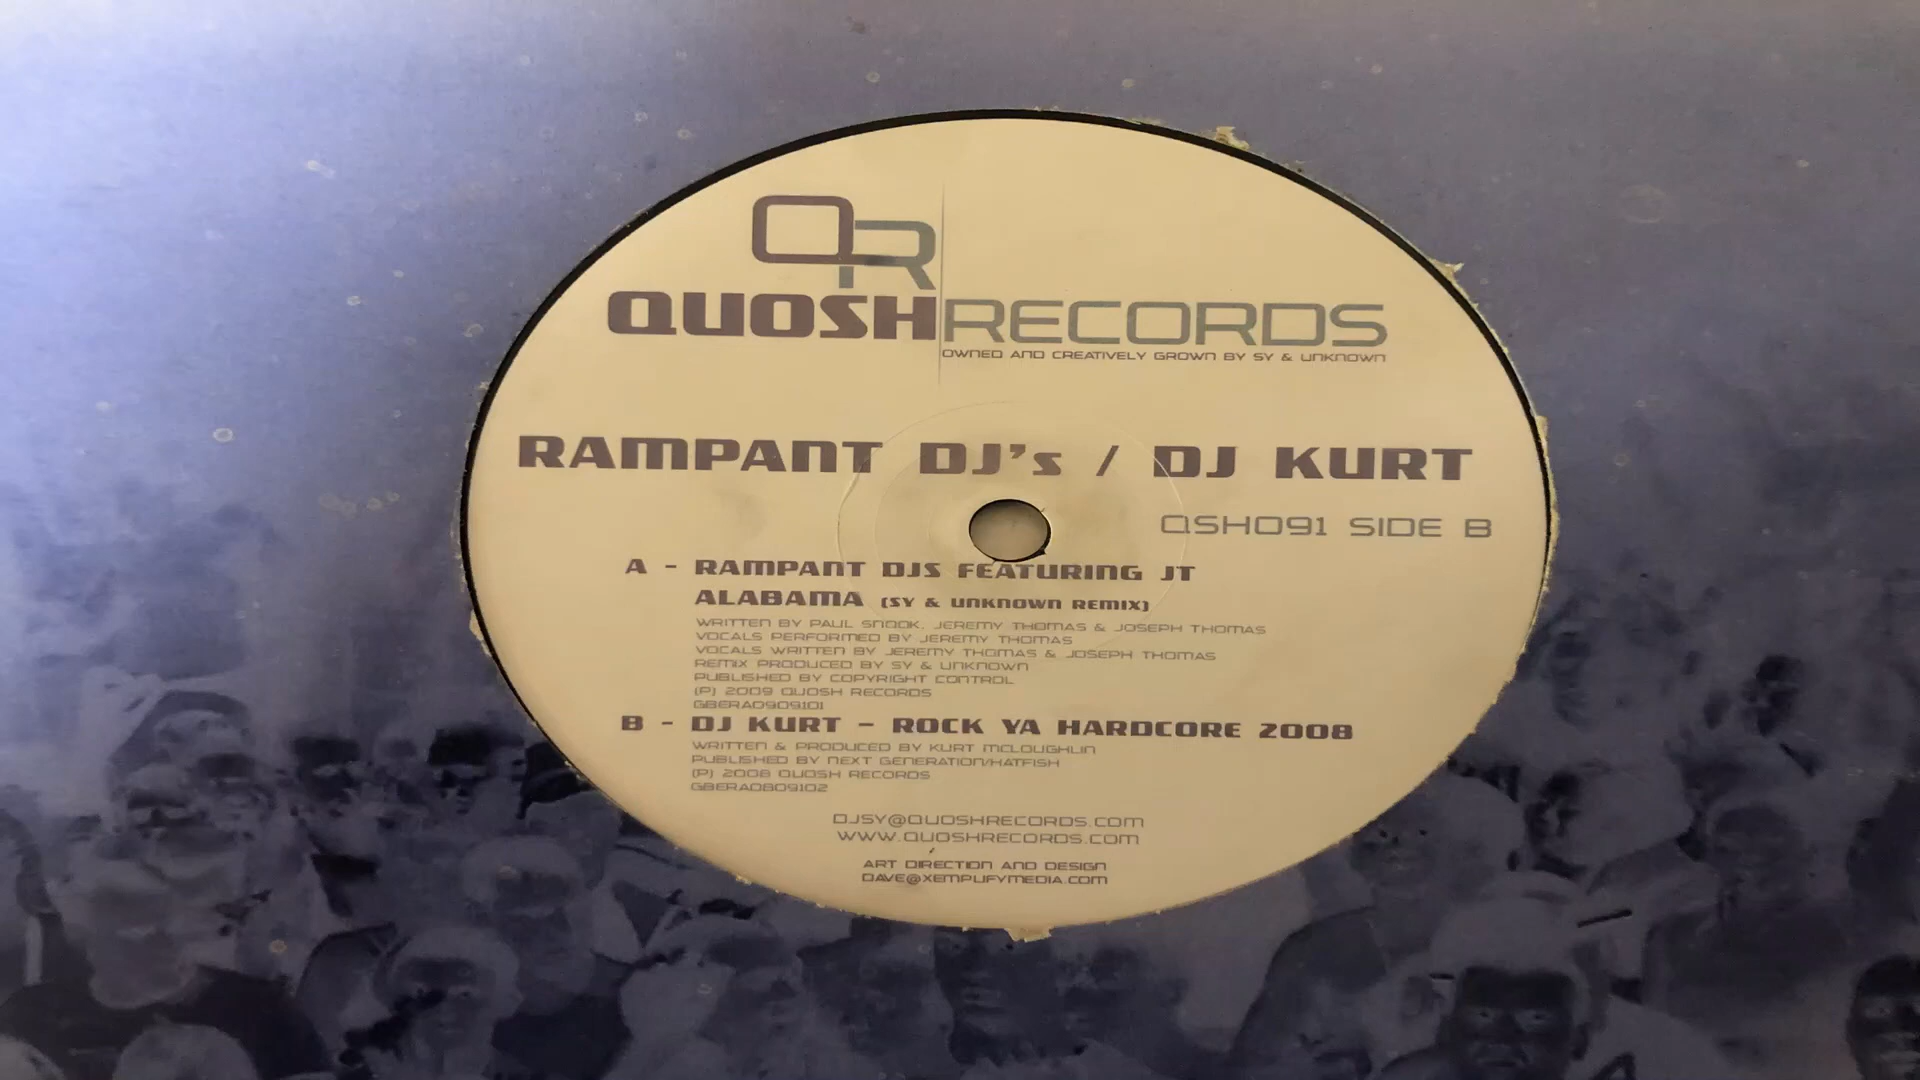 QR
QUOSH RECORDS
OWNED AND CREATIVELY GROWN BY SY & UNKNOWN
RAMPANT DJ's / DJ KURT
QSH091 SIDE B
A - RAMPANT DJS FEATURING JT
ALABAMA (SY & UNKNOWN REMIX)
WRITTEN BY PAUL SNOOK, JEREMY THOMAS & JOSEPH THOMAS
VOCALS PERFORMED BY JEREMY THOMAS
VOCALS WRITTEN BY JEREMY THOMAS & JOSEPH THOMAS
REMIX PRODUCED BY SY & UNKNOWN
PUBLISHED BY COPYRIGHT CONTROL
(P) 2009 QUOSH RECORDS
GBERA0909101
B - DJ KURT - ROCK YA HARDCORE 2008
WRITTEN & PRODUCED BY KURT MCLOUGHLIN
PUBLISHED BY NEXT GENERATION/HATFISH
(P) 2008 QUOSH RECORDS
GBERA0809102
DJSY@QUOSHRECORDS.COM
WWW.QUOSHRECORDS.COM
ART DIRECTION AND DESIGN
DAVE@XEMPLIFYMEDIA.COM